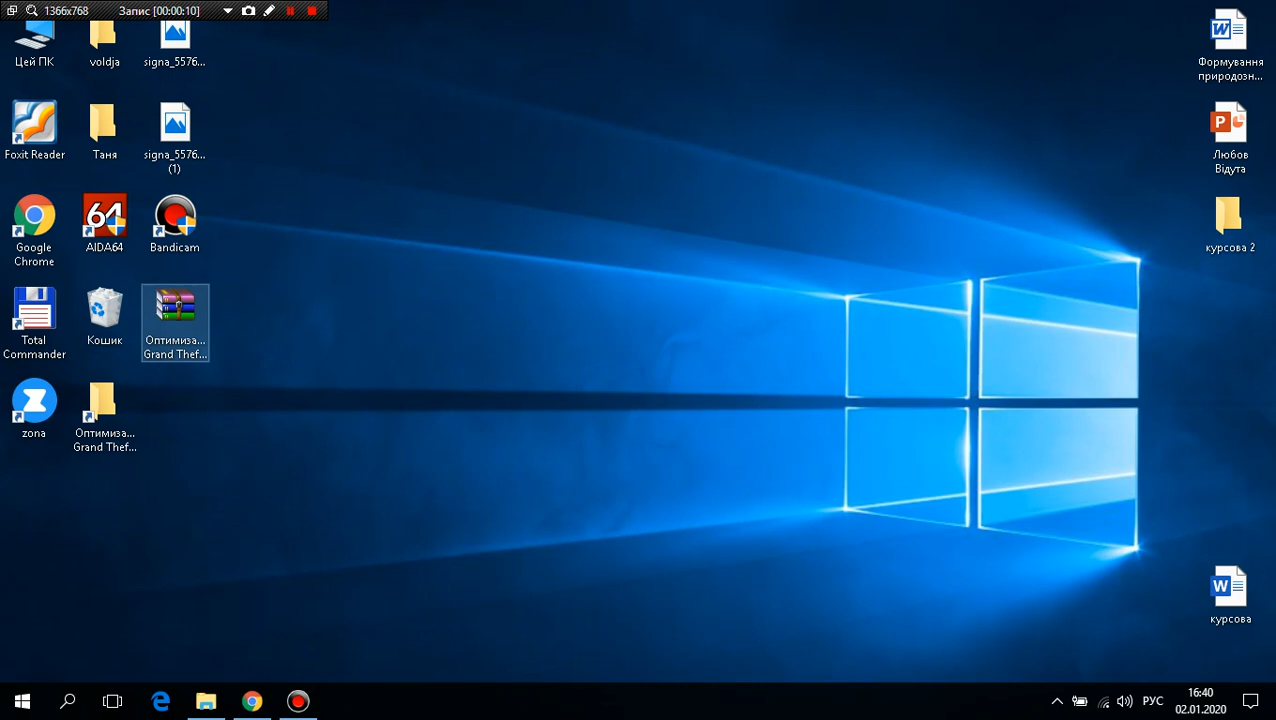 1366x768 Запис [00:00:10]
Цей ПК
voldja
signa_5576...
Foxit Reader
Таня
signa_5576...
(1)
Google
Chrome
AIDA64
Bandicam
Total
Commander
Кошик
Оптимиза...
Grand Thef...
zona
Оптимиза...
Grand Thef...
Формування
природозн...
Любов
Відута
курсова 2
курсова
РУС
16:40
02.01.2020